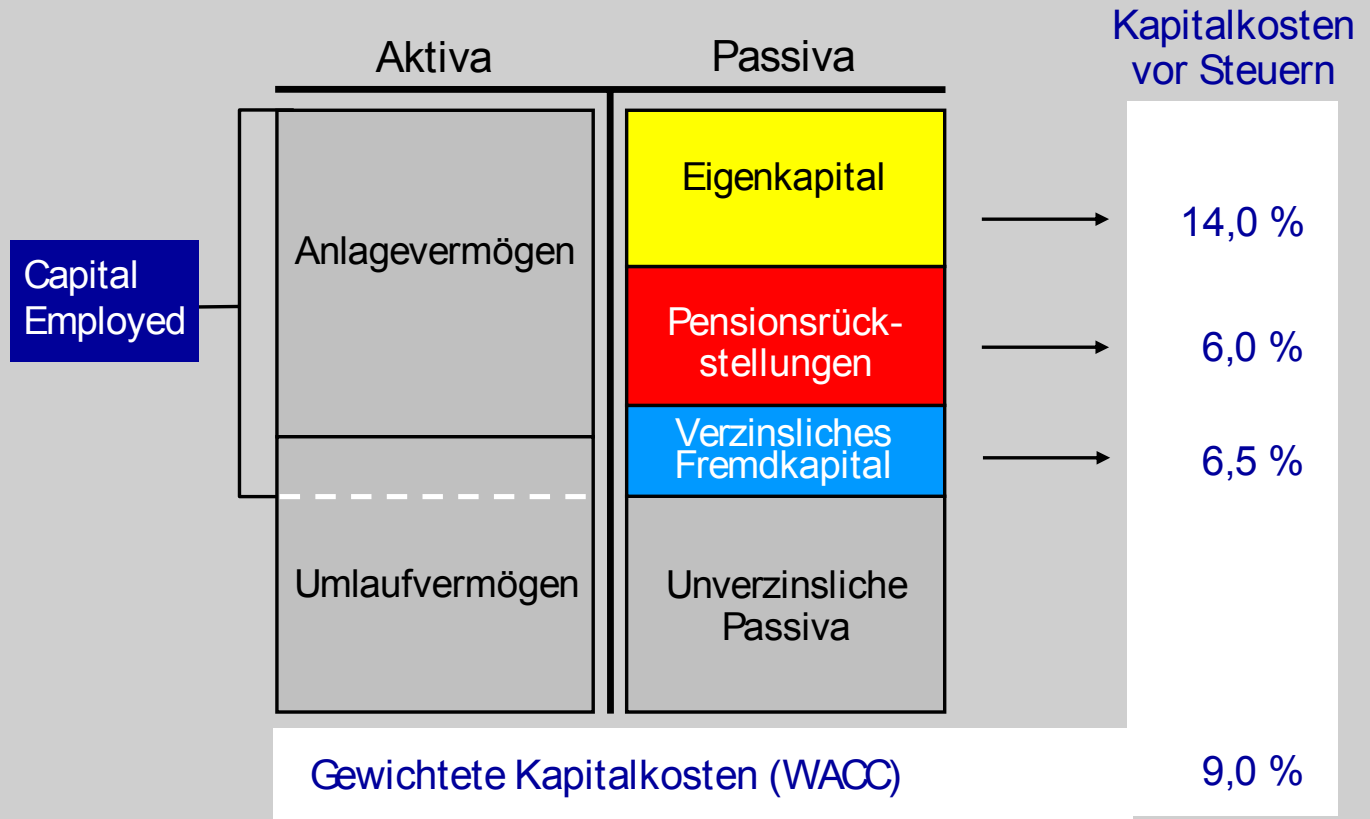 Kapitalkosten
vor Steuern
Aktiva
Passiva
Capital
Employed
Anlagevermögen
Umlaufvermögen
Eigenkapital
Pensionsrück-
stellungen
Verzinsliches
Fremdkapital
Unverzinsliche
Passiva
14,0 %
6,0 %
6,5 %
Gewichtete Kapitalkosten (WACC)
9,0 %